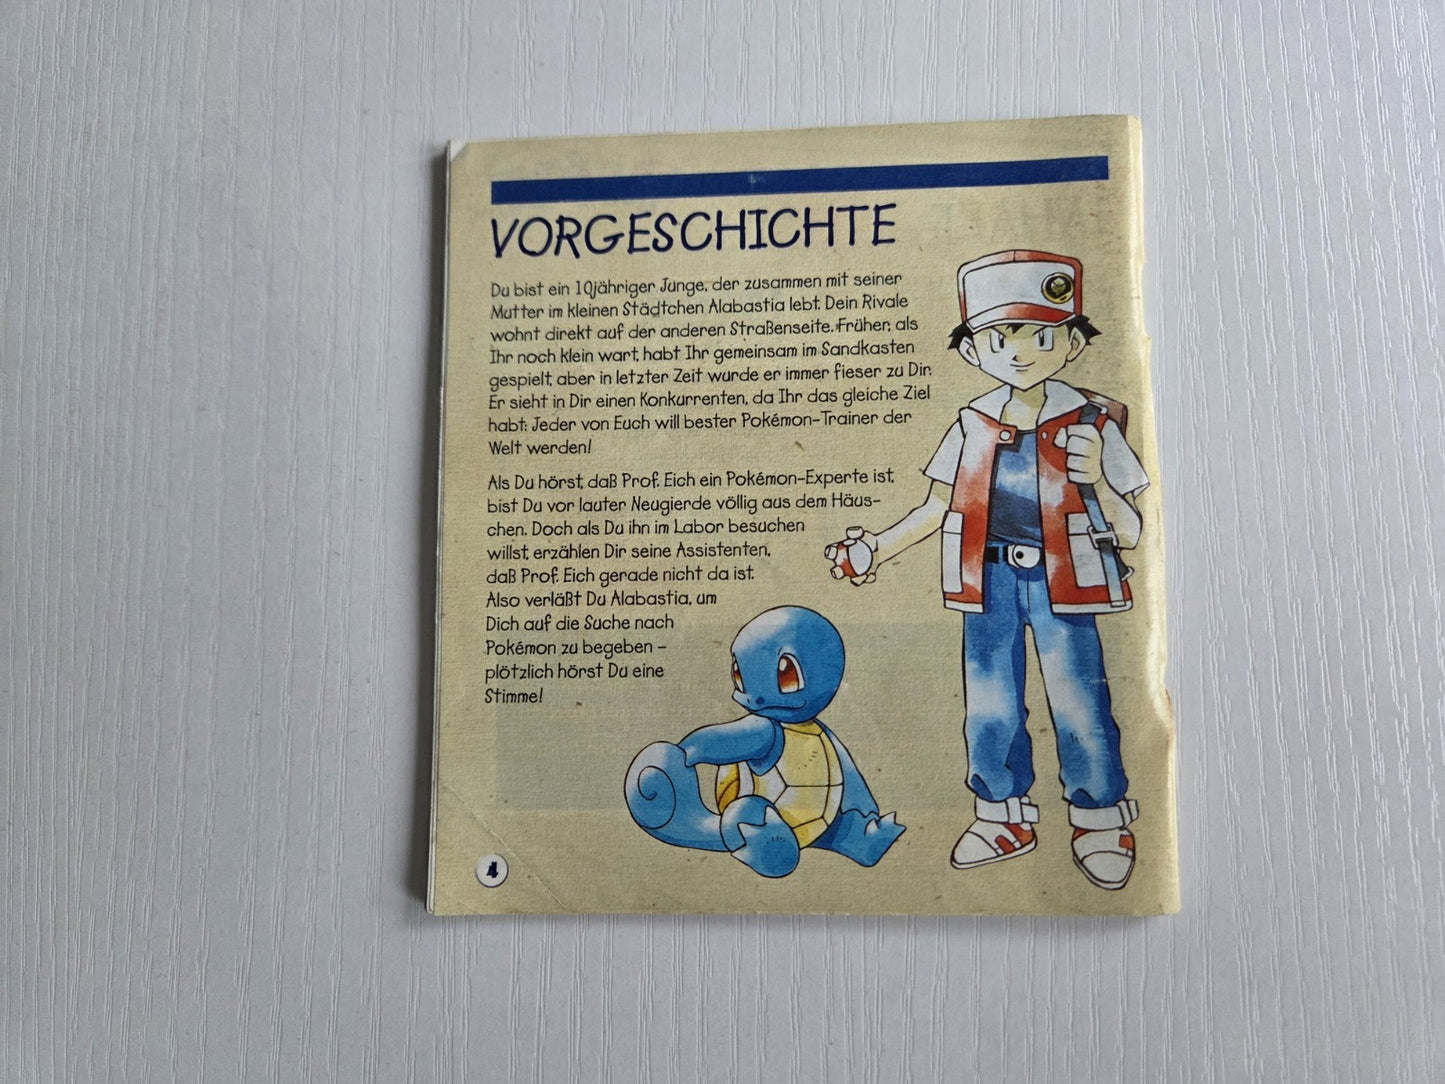 VORGESCHICHTE
Du bist ein 10jähriger Junge, der zusammen mit seiner
Mutter im kleinen Städtchen Alabastia lebt. Dein Rivale
wohnt direkt auf der anderen Straßenseite. Früher, als
Ihr noch klein wart, habt Ihr gemeinsam im Sandkasten
gespielt, aber in letzter Zeit wurde er immer fieser zu Dir.
Er sieht in Dir einen Konkurrenten, da Ihr das gleiche Ziel
habt: Jeder von Euch will bester Pokémon-Trainer der
Welt werden!
Als Du hörst, daß Prof. Eich ein Pokémon-Experte ist,
bist Du vor lauter Neugierde völlig aus dem Häus-
chen. Doch als Du ihn im Labor besuchen
willst, erzählen Dir seine Assistenten,
daß Prof. Eich gerade nicht da ist.
Also verläßt Du Alabastia, um
Dich auf die Suche nach
Pokémon zu begeben –
plötzlich hörst Du eine
Stimme!
4